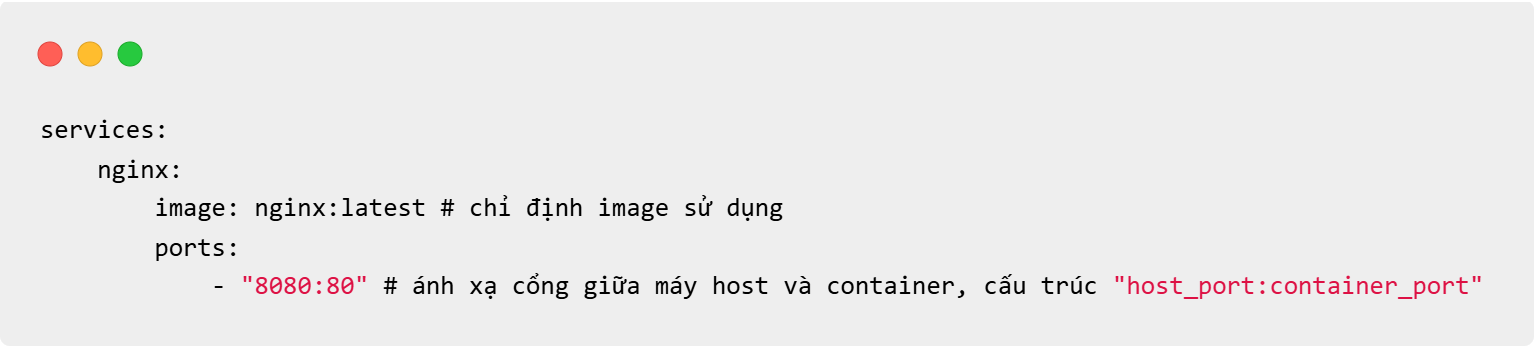 services:
    nginx:
        image: nginx:latest # chỉ định image sử dụng
        ports:
            - "8080:80" # ánh xạ cổng giữa máy host và container, cấu trúc "host_port:container_port"